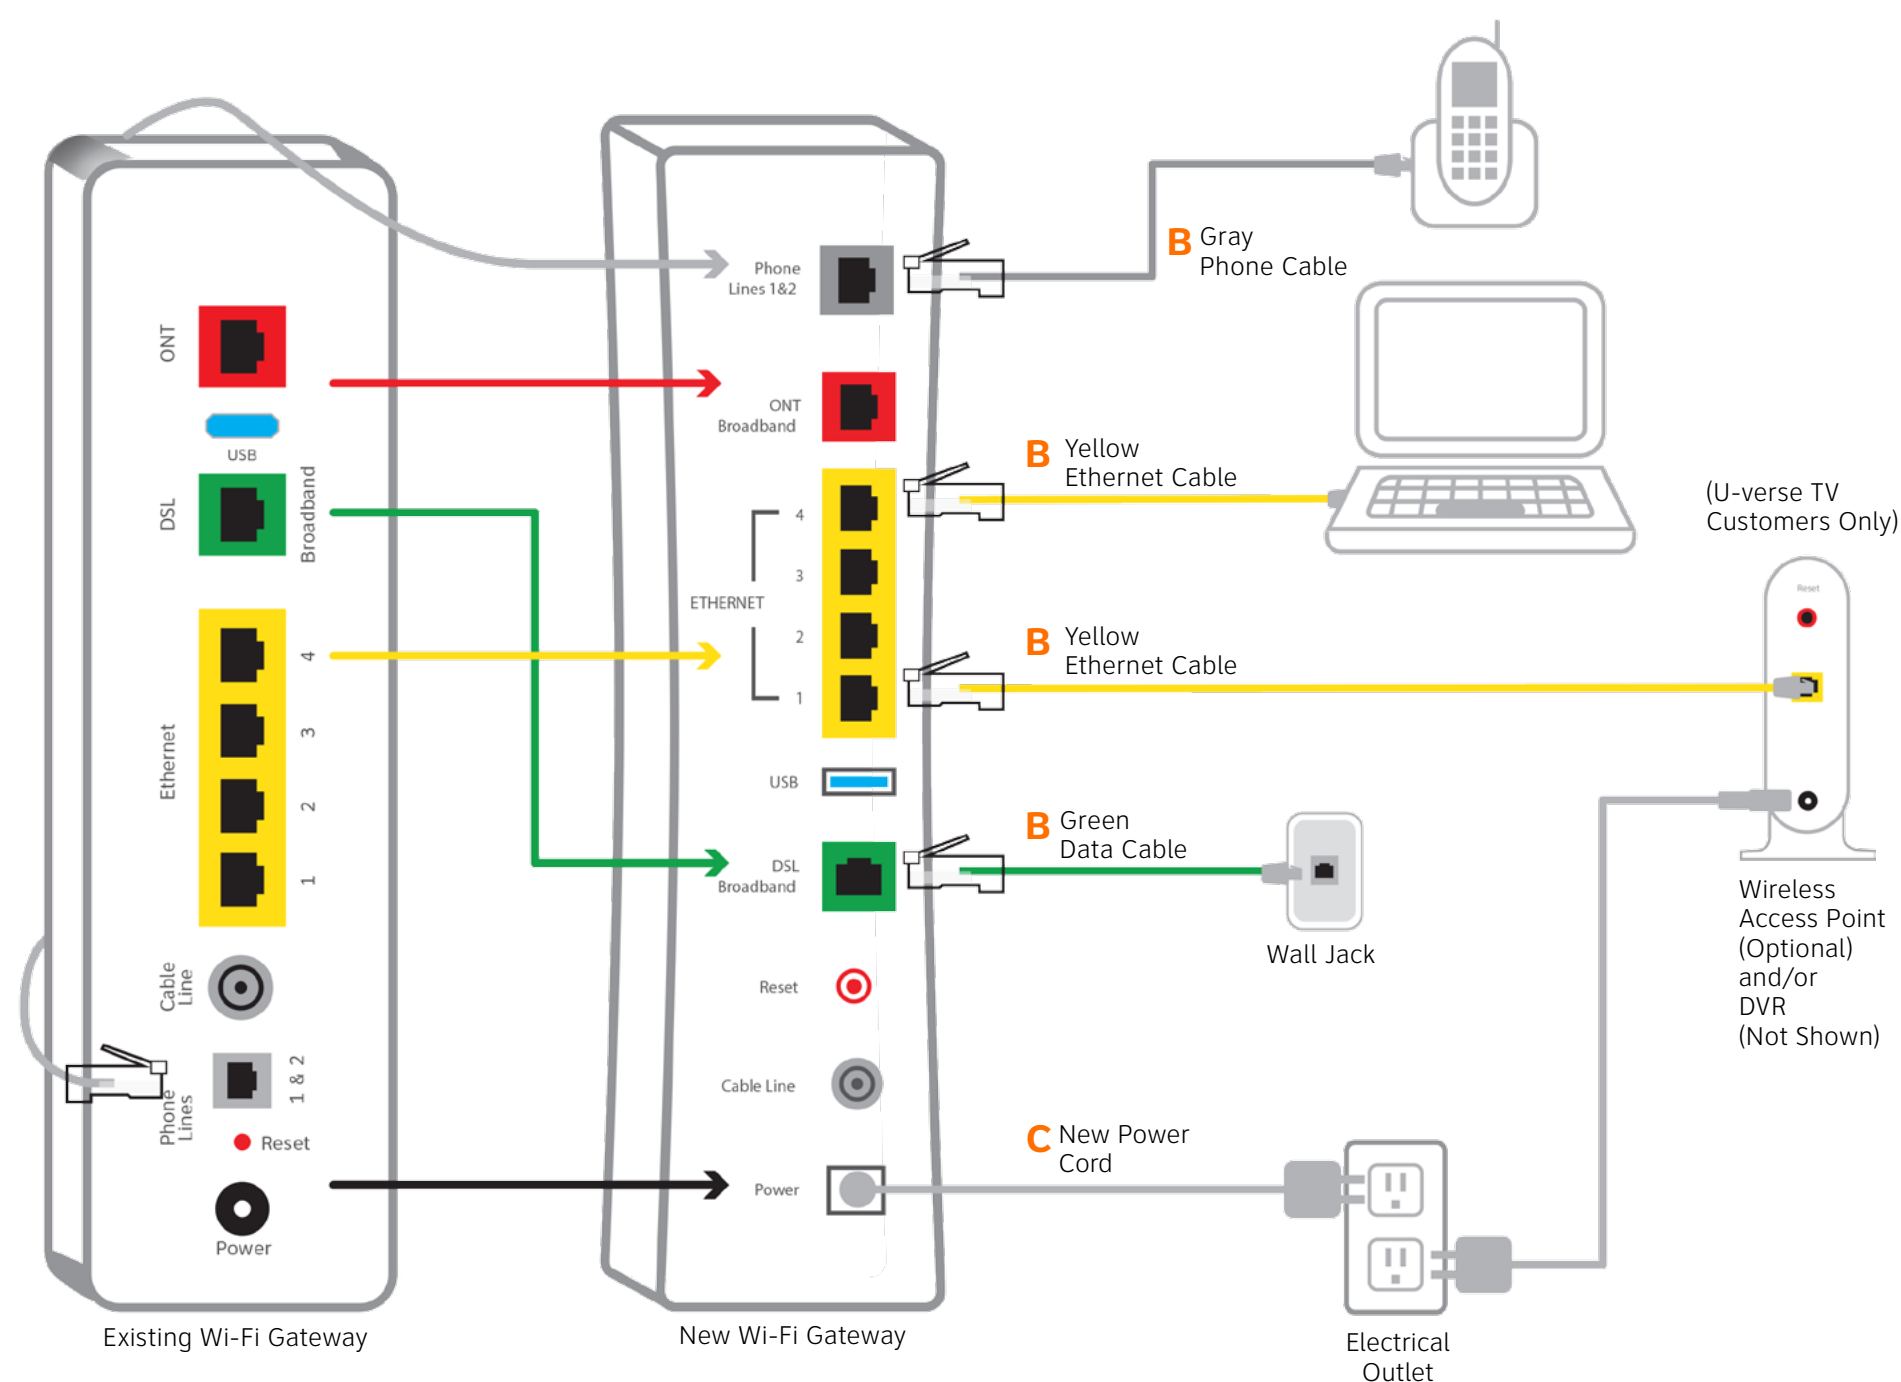 ONT
USB
DSL
Broadband
Ethernet
4
3
2
1
Cable
Line
Phone
Lines
1 & 2
Reset
Power
Existing Wi-Fi Gateway
Phone
Lines 1&2
ONT
Broadband
ETHERNET
4
3
2
1
USB
DSL
Broadband
Reset
Cable Line
Power
New Wi-Fi Gateway
B Gray
Phone Cable
B Yellow
Ethernet Cable
B Yellow
Ethernet Cable
B Green
Data Cable
Wall Jack
C New Power
Cord
Electrical
Outlet
(U-verse TV
Customers Only)
Reset
Wireless
Access Point
(Optional)
and/or
DVR
(Not Shown)